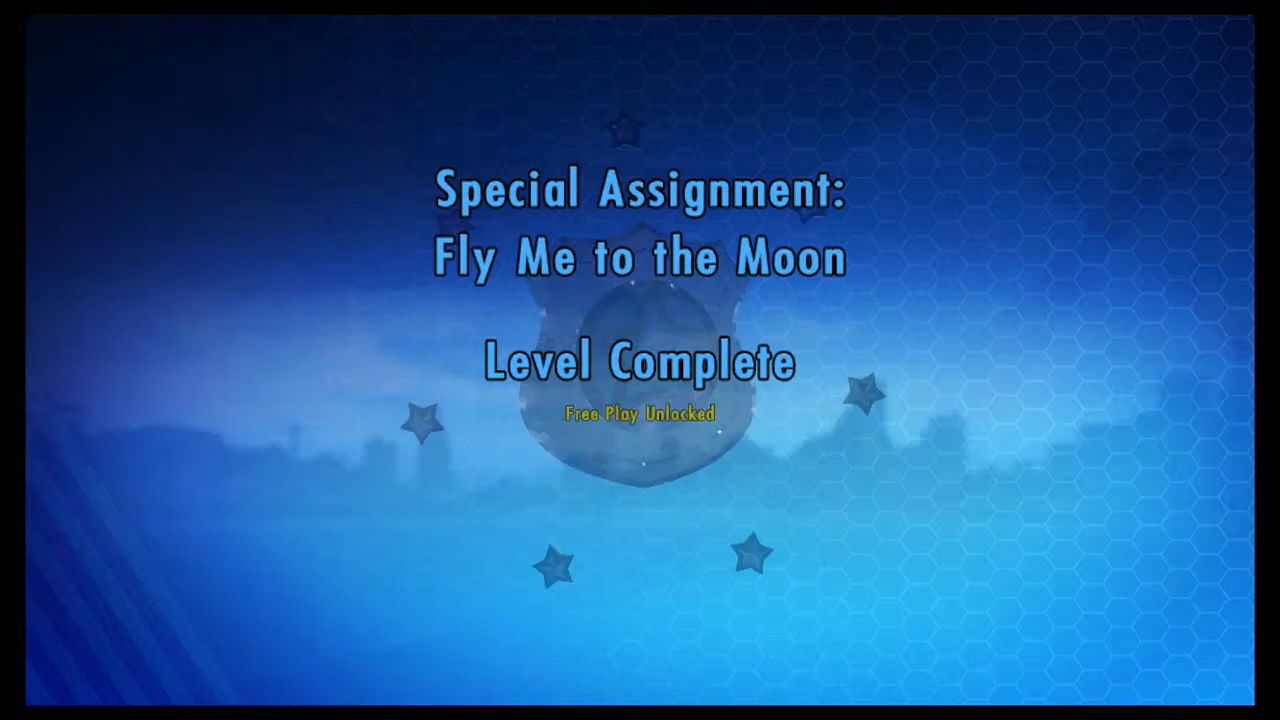 Special Assignment:
Fly Me to the Moon
Level Complete
Free Play Unlocked